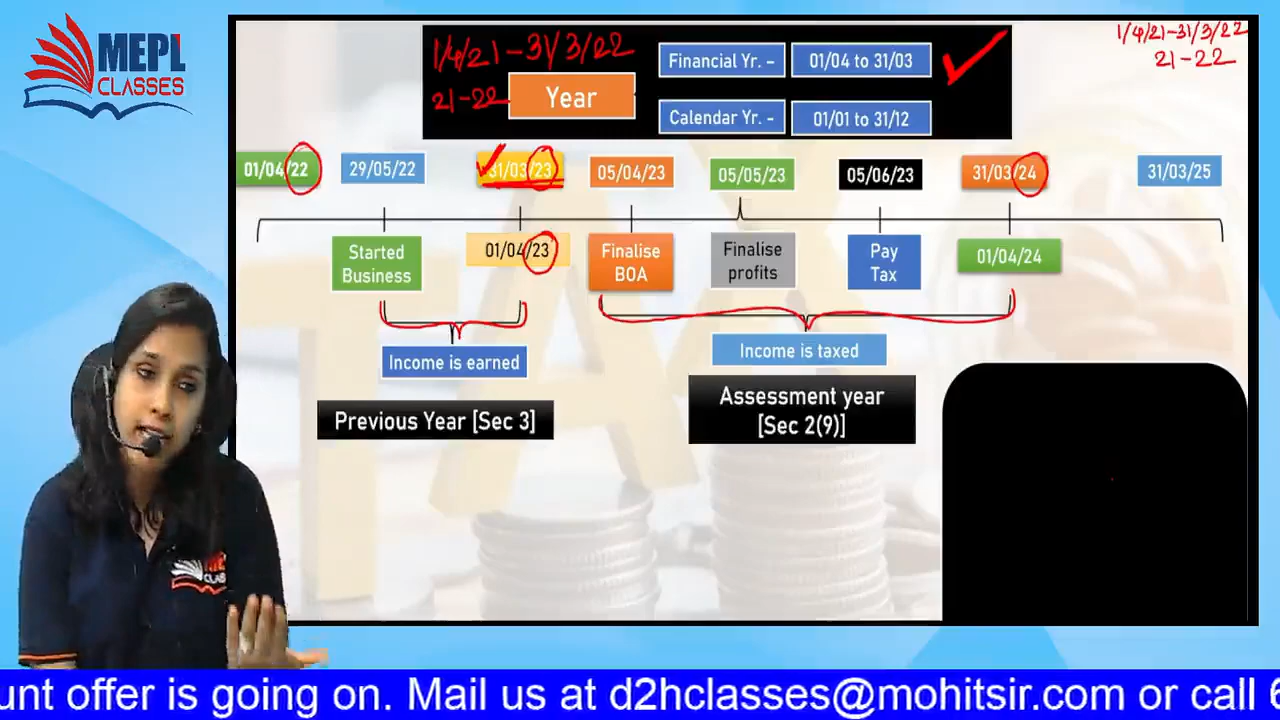 MEPL
CLASSES
1/4/21-31/3/22
21-22
Year
Financial Yr. - 01/04 to 31/03
Calendar Yr. - 01/01 to 31/12
1/4/21-31/3/22
21-22
01/04/22 29/05/22 31/03/23 05/04/23 05/05/23 05/06/23 31/03/24 31/03/25
Started
Business
01/04/23
Finalise
BOA
Finalise
profits
Pay
Tax
01/04/24
Income is earned
Income is taxed
Previous Year [Sec 3]
Assessment year
[Sec 2(9)]
unt offer is going on. Mail us at d2hclasses@mohitsir.com or call 6